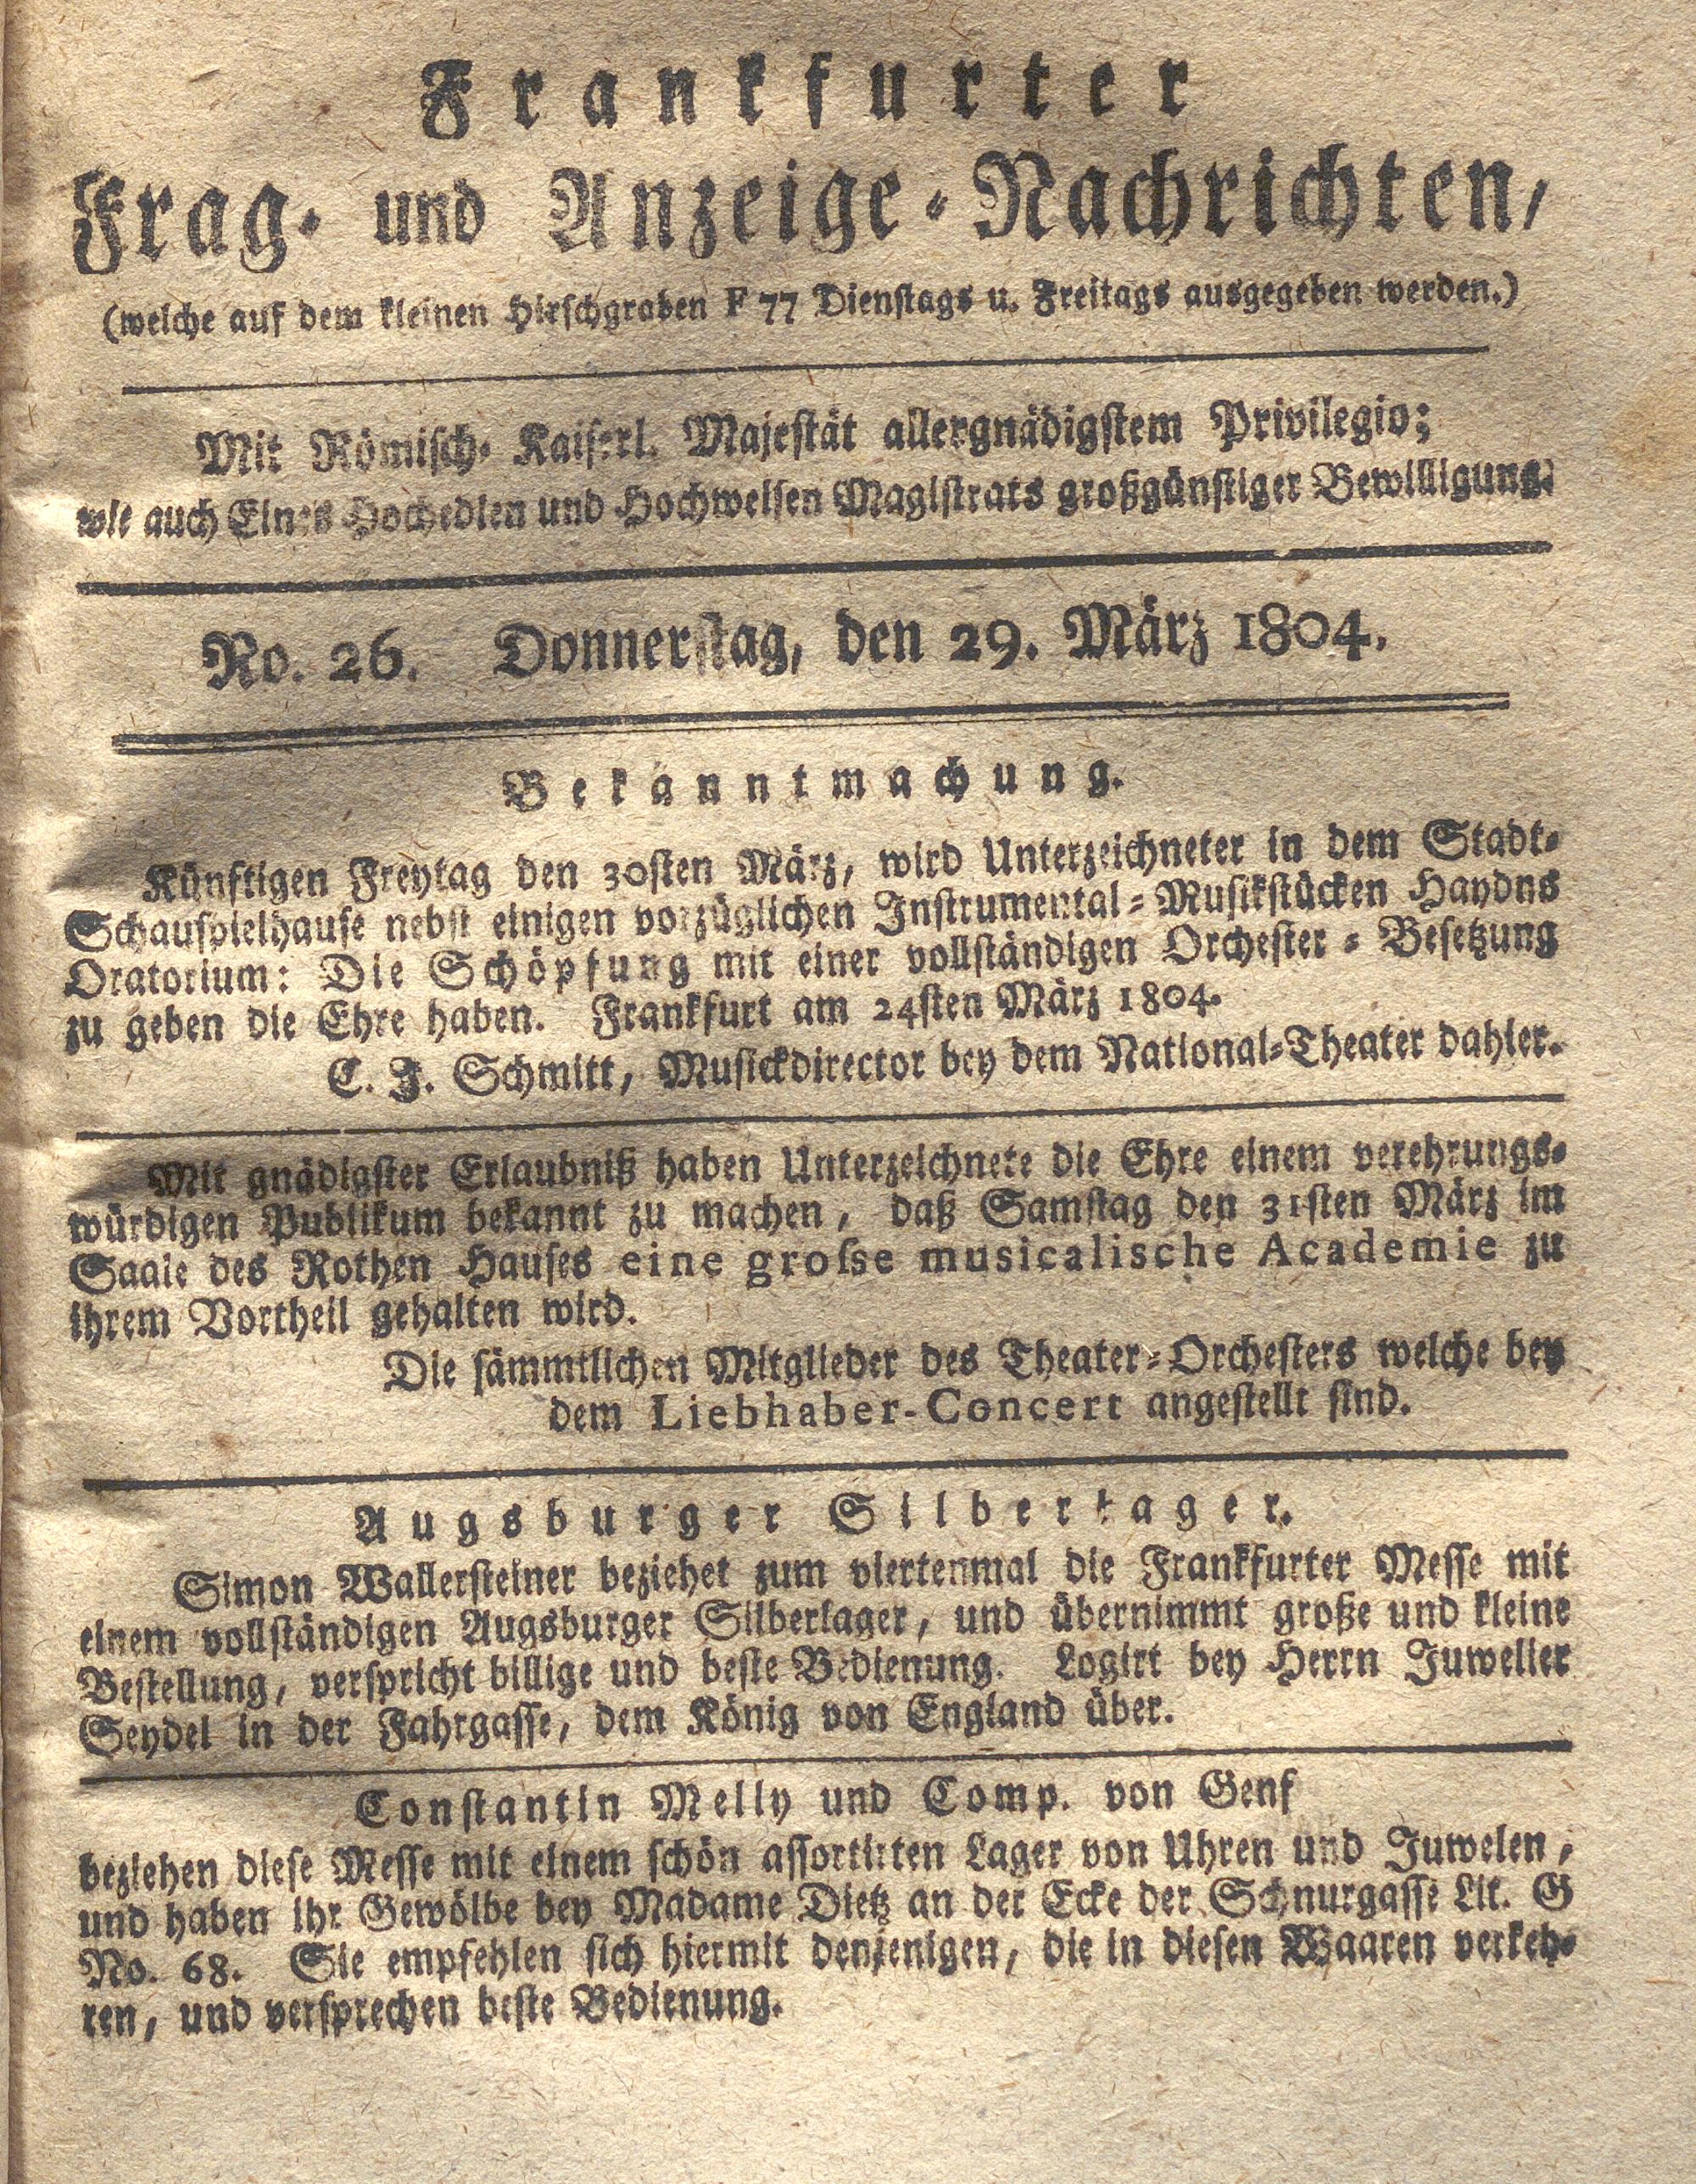 Frankfurter
Frag- und Anzeige-Nachrichten,
(welche auf dem kleinen Hirschgraben F 77 Dienstags u. Freitags ausgegeben werden.)
Mit Römisch- Kaiserl. Majestät allergnädigstem Privilegio;
wie auch Eines Hochedlen und Hochweisen Magistrats großgünstiger Bewilligung.
No. 26. Donnerstag, den 29. März 1804.
Bekanntmachung.
Künftigen Freytag den 30sten März, wird Unterzeichneter in dem Stadt-
Schauspielhause nebst einigen vorzüglichen Instrumental-Musikstücken Haydns
Oratorium: Die Schöpfung mit einer vollständigen Orchester-Besetzung
zu geben die Ehre haben. Frankfurt am 24sten März 1804.
C. J. Schmitt, Musickdirector bey dem National-Theater dahier.
Mit gnädigster Erlaubniß haben Unterzeichnete die Ehre einem verehrungs-
würdigen Publikum bekannt zu machen, daß Samstag den 31sten März im
Saale des Rothen Hauses eine grosse musicalische Academie zu
ihrem Vortheil gehalten wird.
Die sämmtlichen Mitglieder des Theater-Orchesters welche bey
dem Liebhaber-Concert angestellt sind.
Augsburger Silberlager.
Simon Wallersteiner beziehet zum viertenmal die Frankfurter Messe mit
einem vollständigen Augsburger Silberlager, und übernimmt große und kleine
Bestellung, verspricht billige und beste Bedienung. Logirt bey Herrn Juwelier
Seydel in der Fahrgasse, dem König von England über.
Constantin Melly und Comp. von Genf
beziehen diese Messe mit einem schön assortirten Lager von Uhren und Juwelen,
und haben ihr Gewölbe bey Madame Dietz an der Ecke der Schnurgasse Lit. G
No. 68. Sie empfehlen sich hiermit denjenigen, die in diesen Waaren verkeh-
ren, und versprechen beste Bedienung.